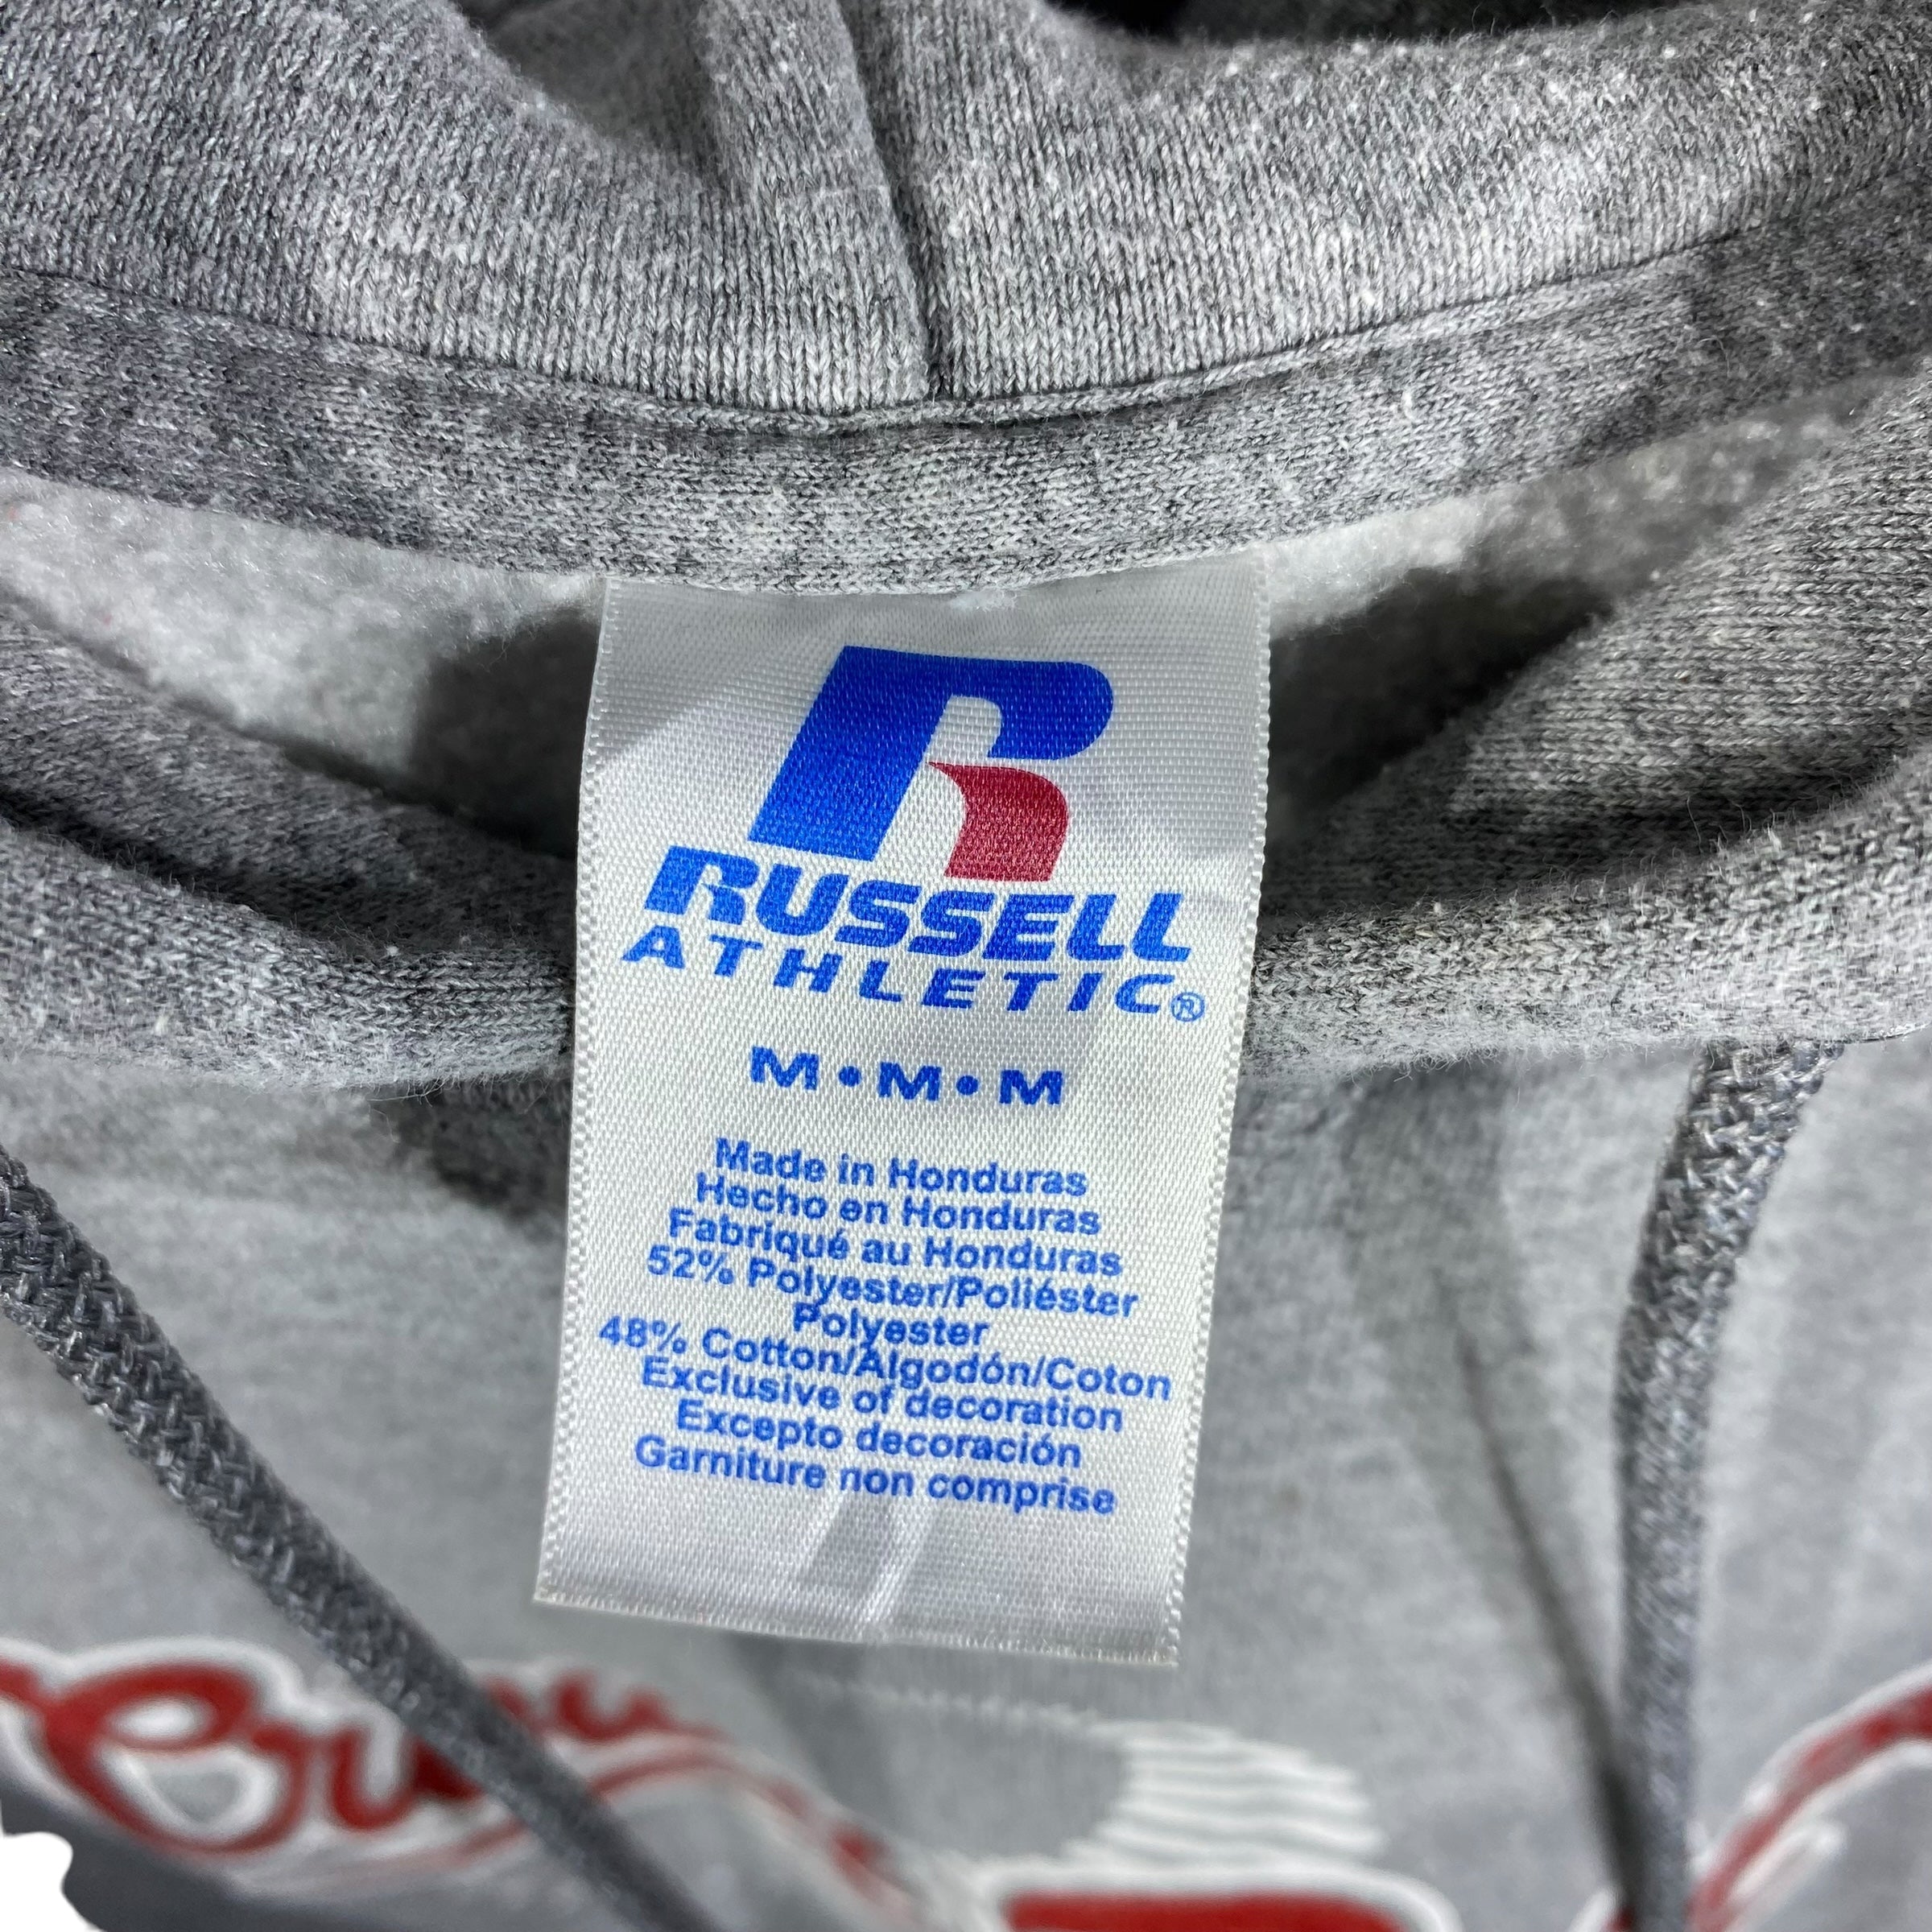 RUSSELL
ATHLETIC®
M•M•M
Made in Honduras
Hecho en Honduras
Fabriqué au Honduras
52% Polyester/Poliéster
Polyester
48% Cotton/Algodón/Coton
Exclusive of decoration
Excepto decoración
Garniture non comprise